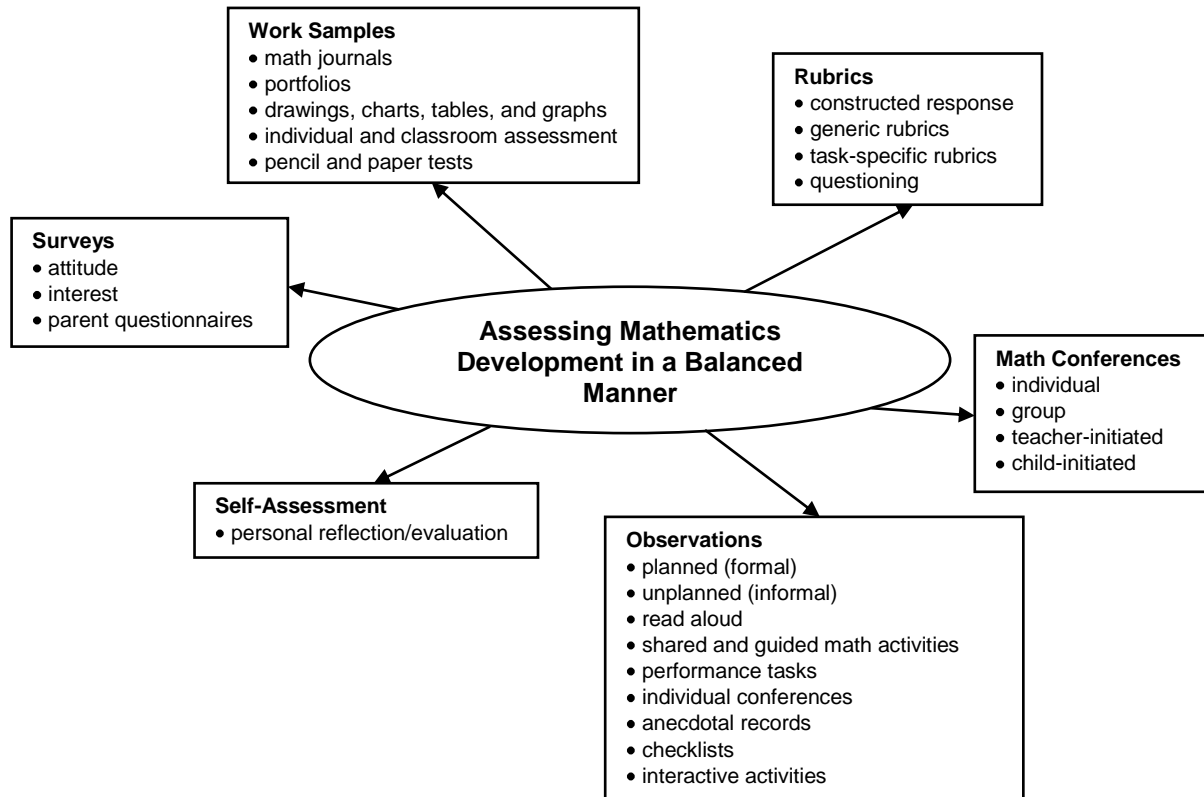 Work Samples
• math journals
• portfolios
• drawings, charts, tables, and graphs
• individual and classroom assessment
• pencil and paper tests
Rubrics
• constructed response
• generic rubrics
• task-specific rubrics
• questioning
Surveys
• attitude
• interest
• parent questionnaires
Assessing Mathematics
Development in a Balanced
Manner
Math Conferences
• individual
• group
• teacher-initiated
• child-initiated
Self-Assessment
• personal reflection/evaluation
Observations
• planned (formal)
• unplanned (informal)
• read aloud
• shared and guided math activities
• performance tasks
• individual conferences
• anecdotal records
• checklists
• interactive activities